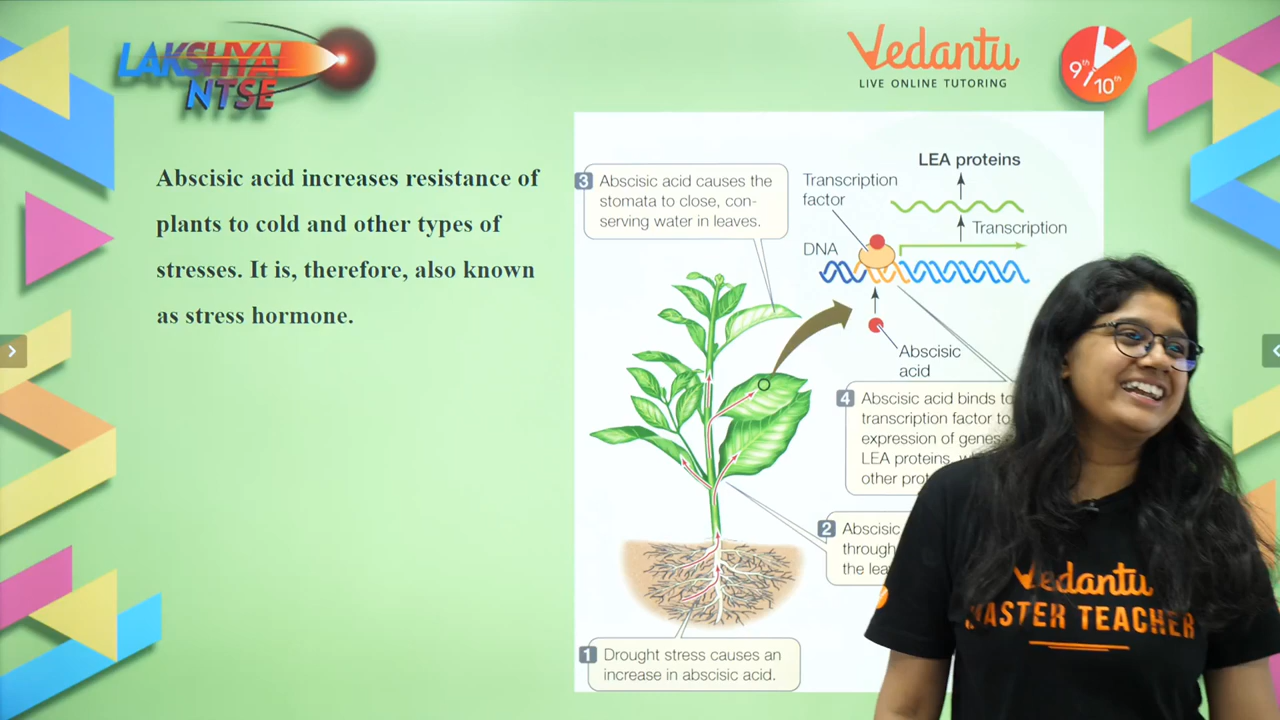 LAKSHYA
NTSE
Vedantu
LIVE ONLINE TUTORING
9th
10th
Abscisic acid increases resistance of
plants to cold and other types of
stresses. It is, therefore, also known
as stress hormone.
3 Abscisic acid causes the
stomata to close, con-
serving water in leaves.
LEA proteins
Transcription
factor
Transcription
DNA
Abscisic
acid
4 Abscisic acid binds to
transcription factor to
expression of genes
LEA proteins,
other
2 Abscisic
through
the
1 Drought stress causes an
increase in abscisic acid.
Vedantu
MASTER TEACHER